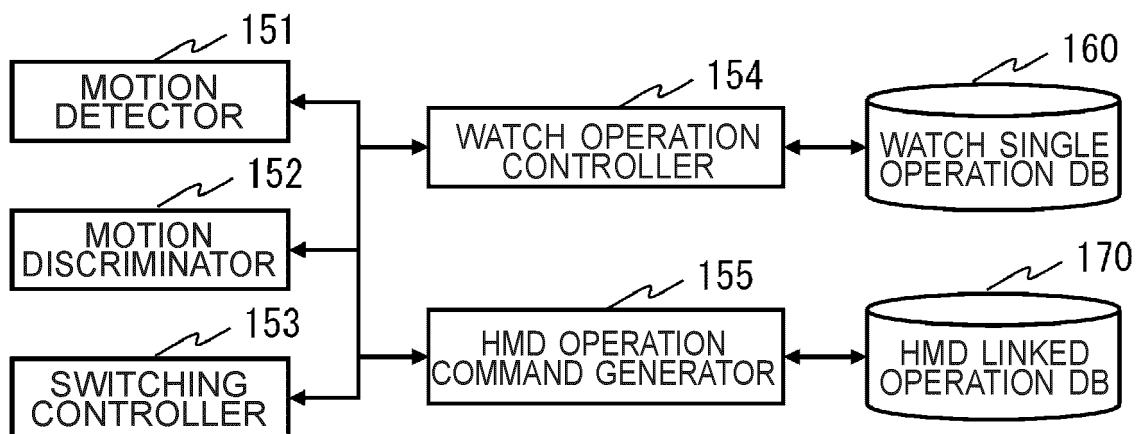 151
MOTION
DETECTOR
152
MOTION
DISCRIMINATOR
153
SWITCHING
CONTROLLER
154
WATCH OPERATION
CONTROLLER
155
HMD OPERATION
COMMAND GENERATOR
160
WATCH SINGLE
OPERATION DB
170
HMD LINKED
OPERATION DB